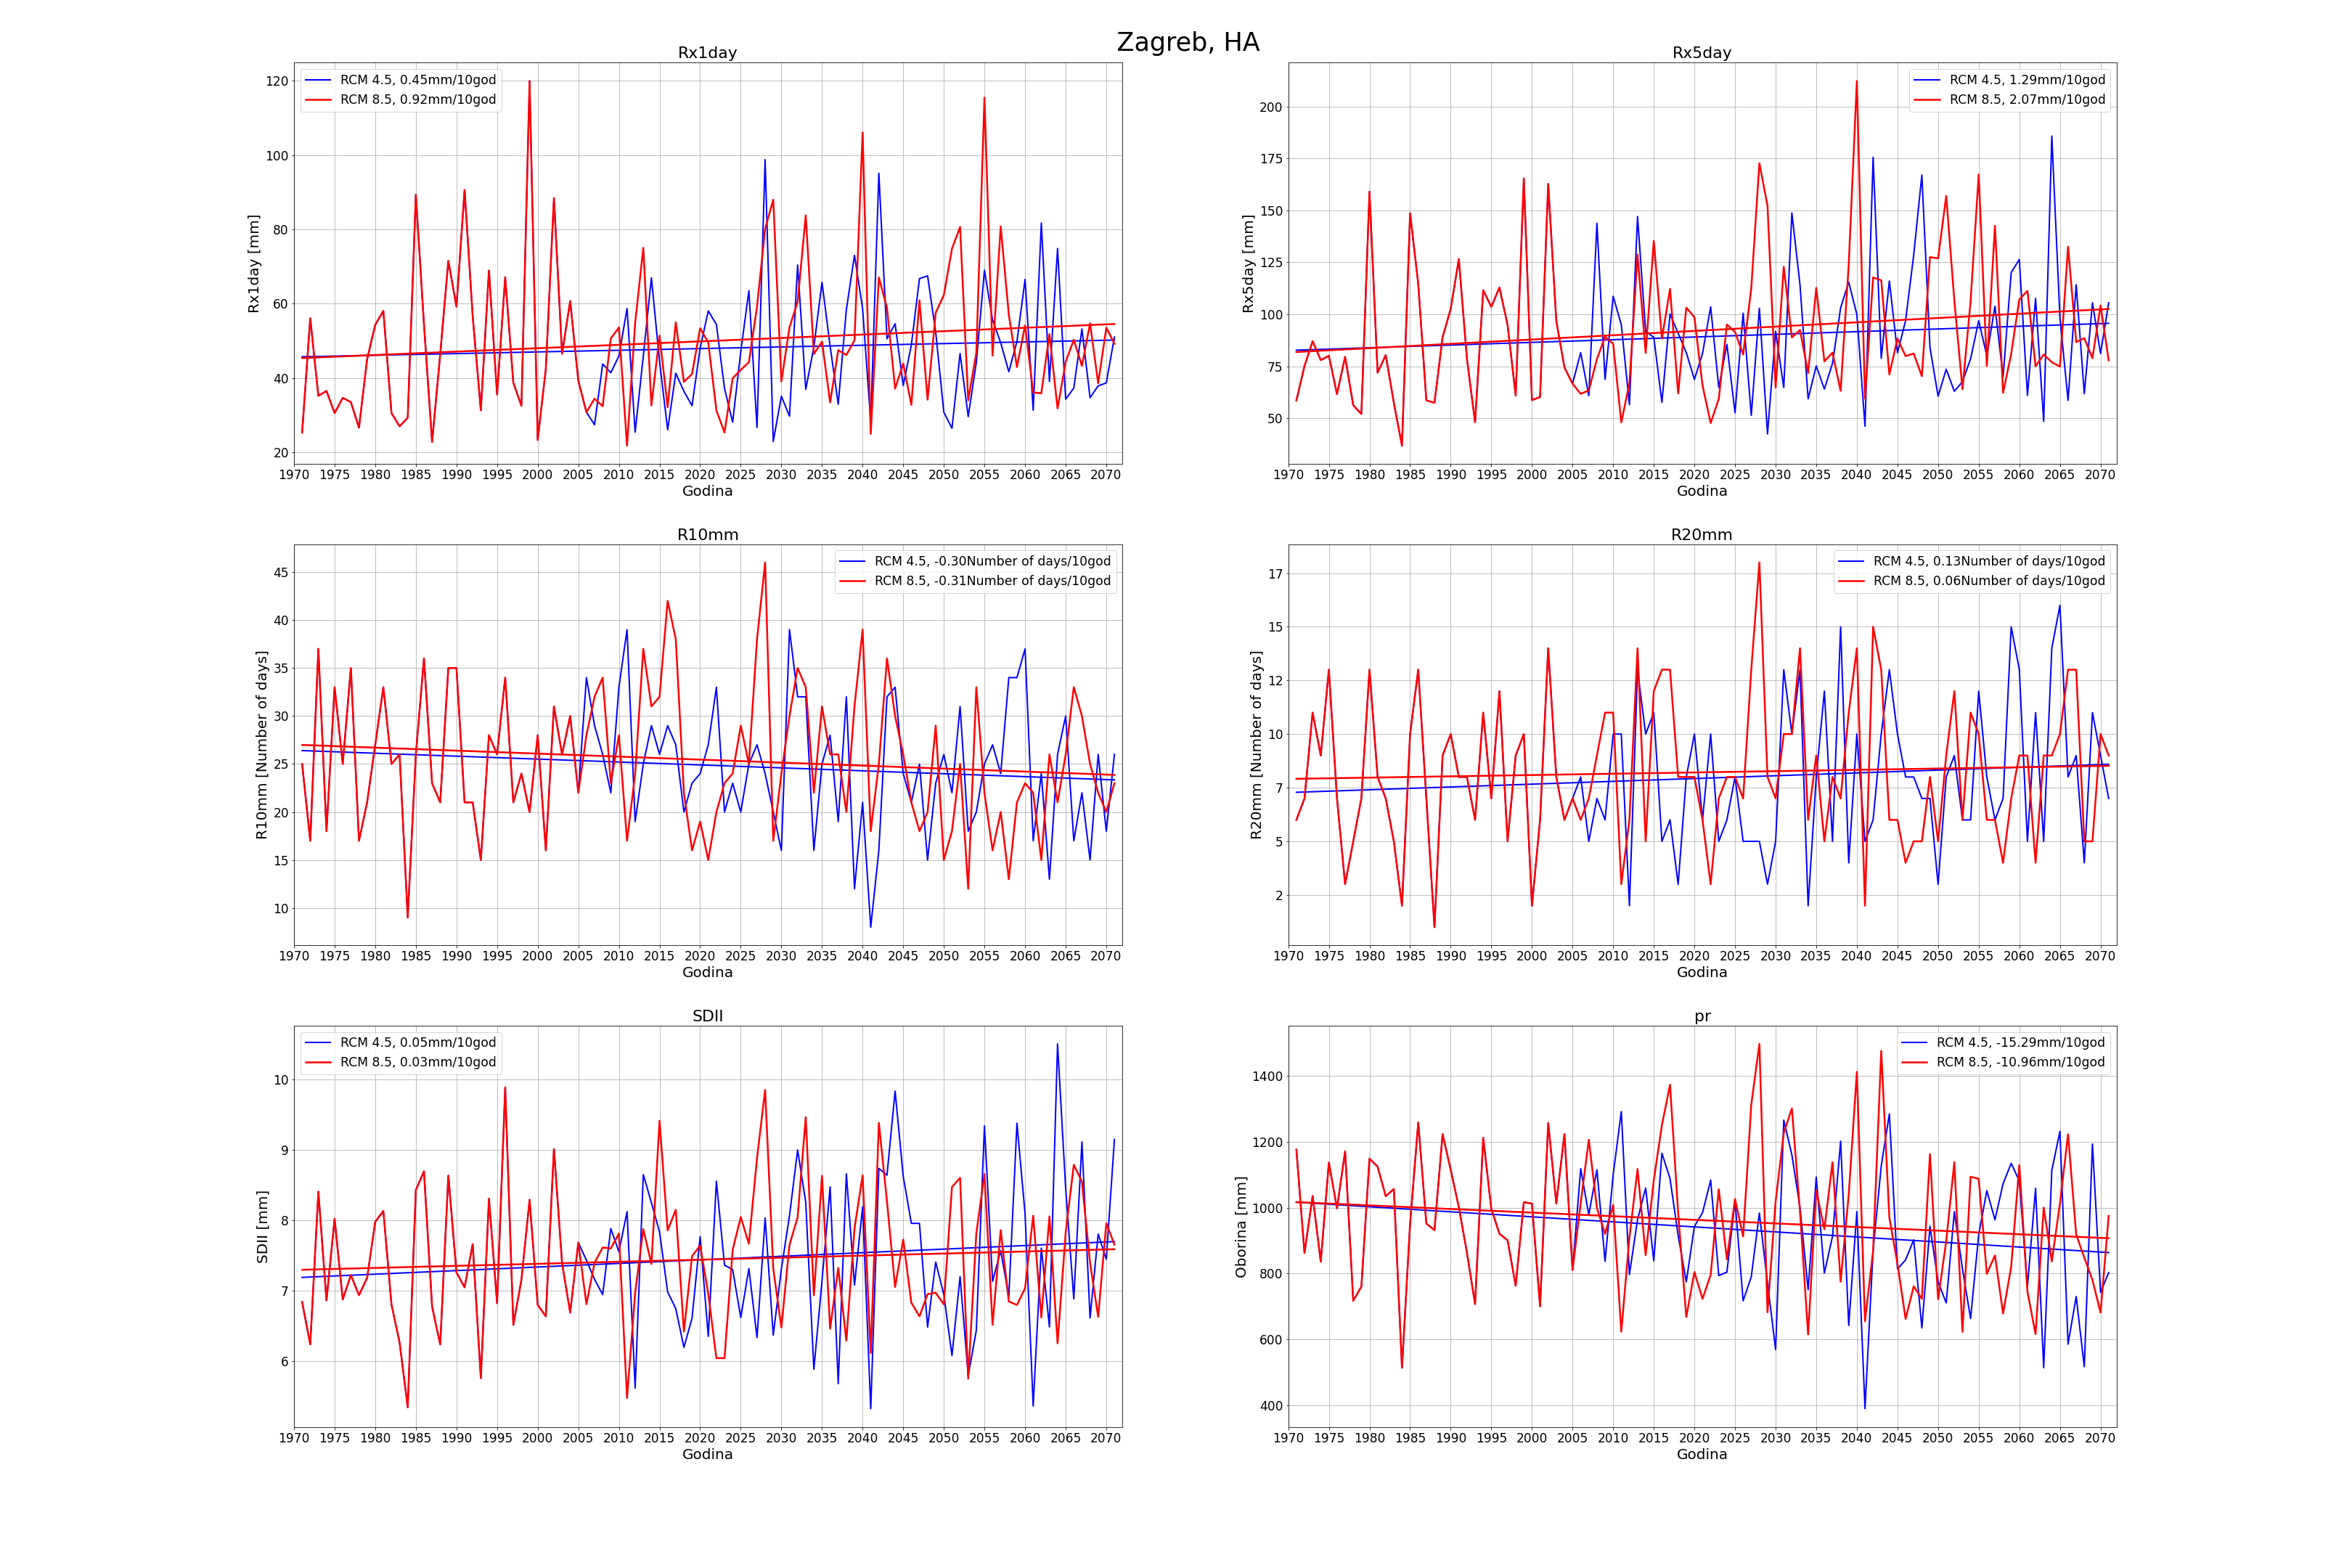 Zagreb, HA
Rx1day
RCM 4.5, 0.45mm/10god
RCM 8.5, 0.92mm/10god
Rx1day [mm]
120
100
80
60
40
20
1970 1975 1980 1985 1990 1995 2000 2005 2010 2015 2020 2025 2030 2035 2040 2045 2050 2055 2060 2065 2070
Godina
Rx5day
RCM 4.5, 1.29mm/10god
RCM 8.5, 2.07mm/10god
Rx5day [mm]
200
175
150
125
100
75
50
1970 1975 1980 1985 1990 1995 2000 2005 2010 2015 2020 2025 2030 2035 2040 2045 2050 2055 2060 2065 2070
Godina
R10mm
RCM 4.5, -0.30Number of days/10god
RCM 8.5, -0.31Number of days/10god
R10mm [Number of days]
45
40
35
30
25
20
15
10
1970 1975 1980 1985 1990 1995 2000 2005 2010 2015 2020 2025 2030 2035 2040 2045 2050 2055 2060 2065 2070
Godina
R20mm
RCM 4.5, 0.13Number of days/10god
RCM 8.5, 0.06Number of days/10god
R20mm [Number of days]
17
15
12
10
7
5
2
1970 1975 1980 1985 1990 1995 2000 2005 2010 2015 2020 2025 2030 2035 2040 2045 2050 2055 2060 2065 2070
Godina
SDII
RCM 4.5, 0.05mm/10god
RCM 8.5, 0.03mm/10god
SDII [mm]
10
9
8
7
6
1970 1975 1980 1985 1990 1995 2000 2005 2010 2015 2020 2025 2030 2035 2040 2045 2050 2055 2060 2065 2070
Godina
pr
RCM 4.5, -15.29mm/10god
RCM 8.5, -10.96mm/10god
Oborina [mm]
1400
1200
1000
800
600
400
1970 1975 1980 1985 1990 1995 2000 2005 2010 2015 2020 2025 2030 2035 2040 2045 2050 2055 2060 2065 2070
Godina